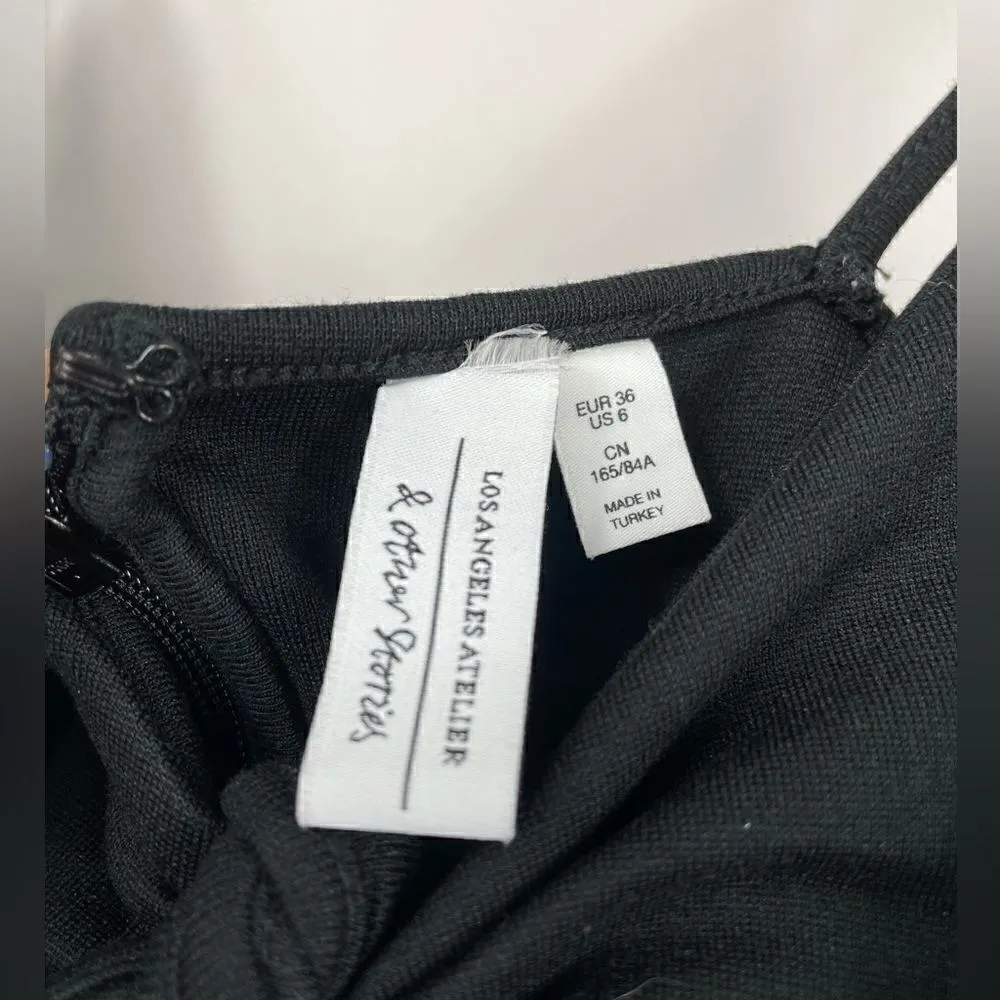 LOS ANGELES ATELIER
& other Stories
EUR 36
US 6
CN
165/84A
MADE IN
TURKEY